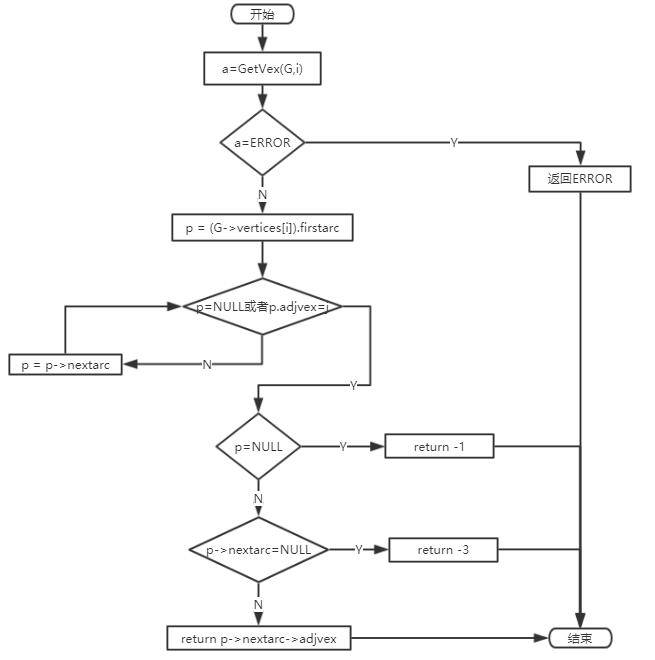 开始
a=GetVex(G,i)
a=ERROR
Y
返回ERROR
N
p = (G->vertices[i]).firstarc
p=NULL或者p.adjvex=j
p = p->nextarc
N
Y
p=NULL
Y
return -1
N
p->nextarc=NULL
Y
return -3
N
return p->nextarc->adjvex
结束